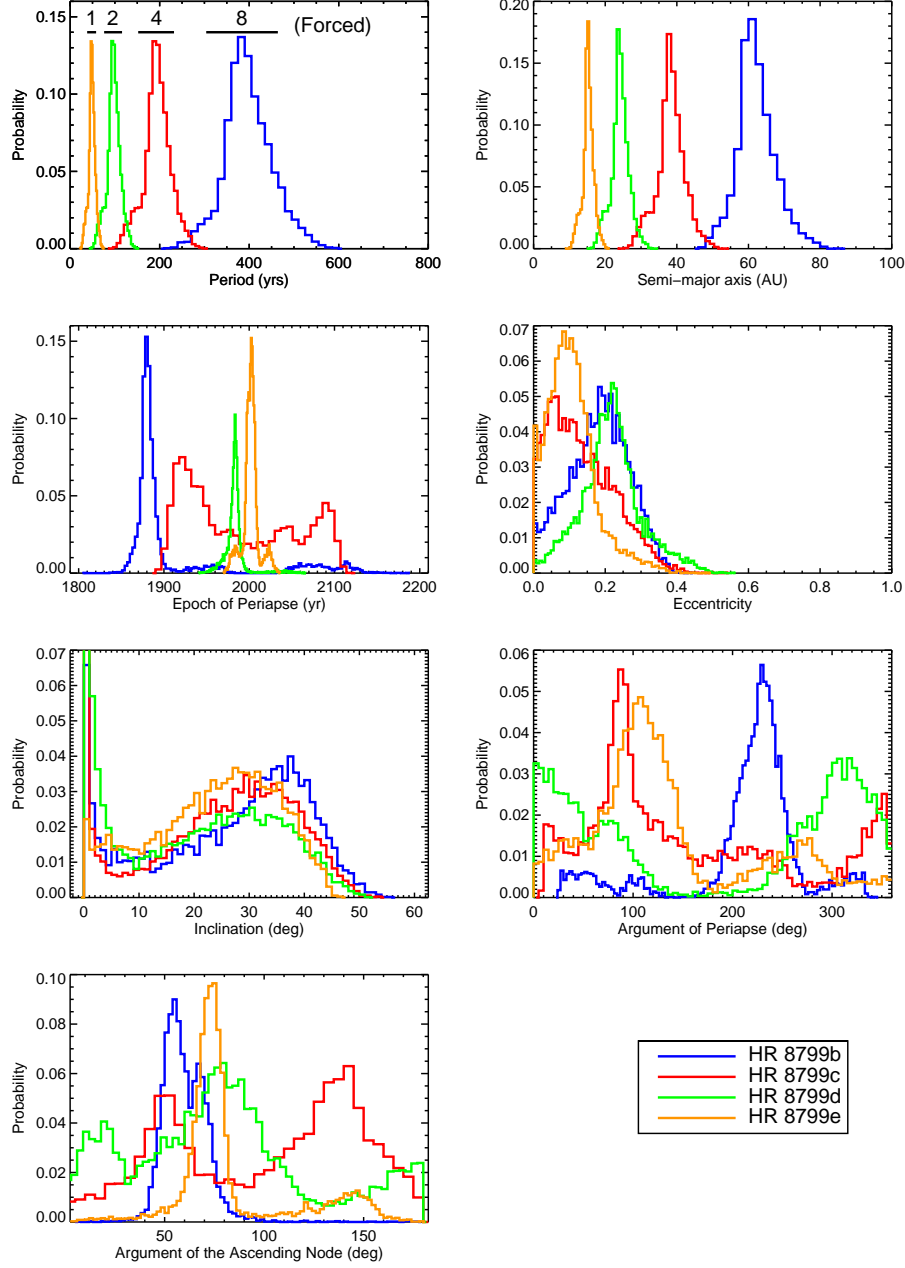 1 2 4 8 (Forced)
0.15
0.10
0.05
0.00
Probability
0 200 400 600 800
Period (yrs)
0.20
0.15
0.10
0.05
0.00
Probability
0 20 40 60 80 100
Semi-major axis (AU)
0.15
0.10
0.05
0.00
Probability
1800 1900 2000 2100 2200
Epoch of Periapse (yr)
0.07
0.06
0.05
0.04
0.03
0.02
0.01
0.00
Probability
0.0 0.2 0.4 0.6 0.8 1.0
Eccentricity
0.07
0.06
0.05
0.04
0.03
0.02
0.01
0.00
Probability
0 10 20 30 40 50 60
Inclination (deg)
0.06
0.05
0.04
0.03
0.02
0.01
0.00
Probability
0 100 200 300
Argument of Periapse (deg)
0.10
0.08
0.06
0.04
0.02
0.00
Probability
50 100 150
Argument of the Ascending Node (deg)
HR 8799b
HR 8799c
HR 8799d
HR 8799e